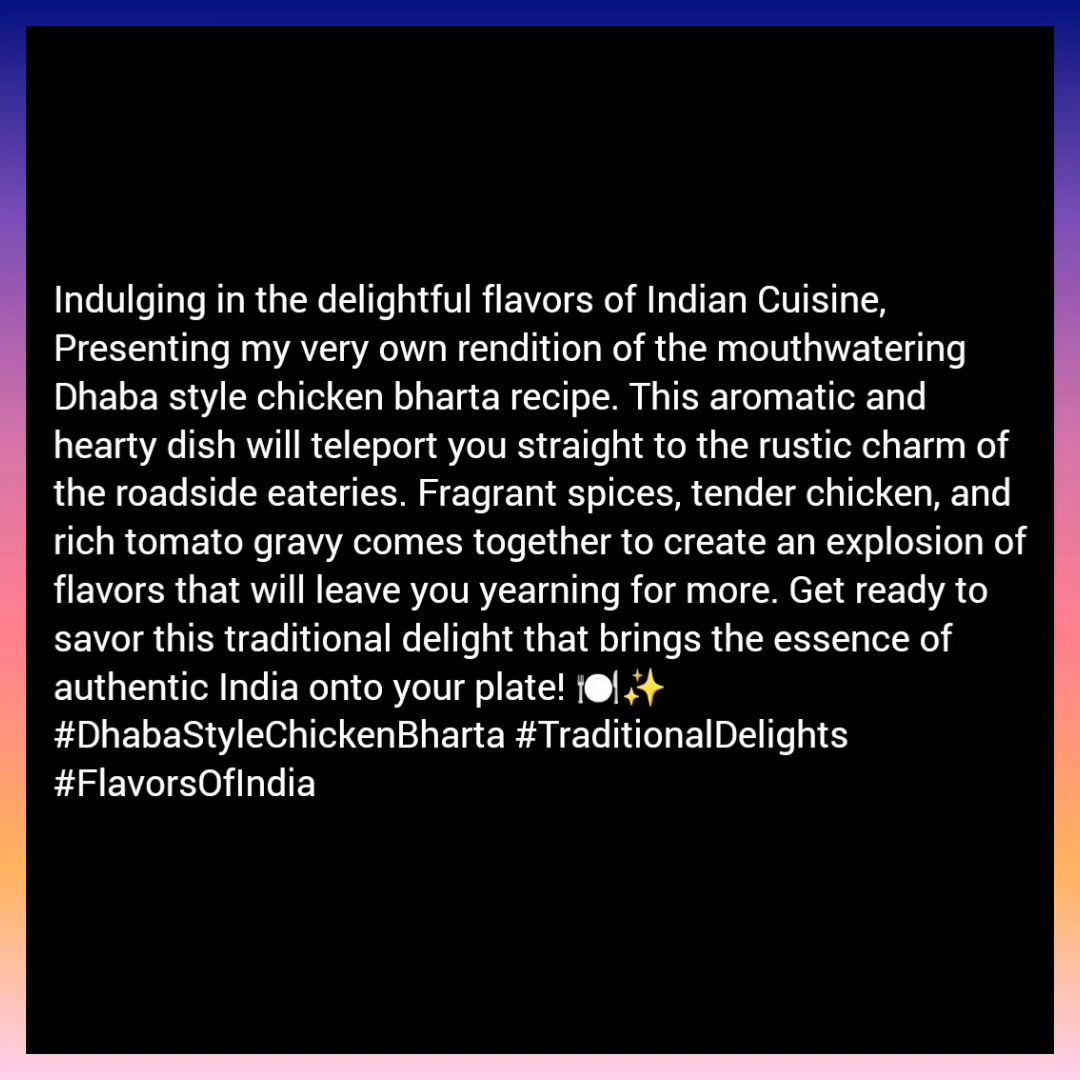 Indulging in the delightful flavors of Indian Cuisine,
Presenting my very own rendition of the mouthwatering
Dhaba style chicken bharta recipe. This aromatic and
hearty dish will teleport you straight to the rustic charm of
the roadside eateries. Fragrant spices, tender chicken, and
rich tomato gravy comes together to create an explosion of
flavors that will leave you yearning for more. Get ready to
savor this traditional delight that brings the essence of
authentic India onto your plate! 🍽️✨
#DhabaStyleChickenBharta #TraditionalDelights
#FlavorsOfIndia